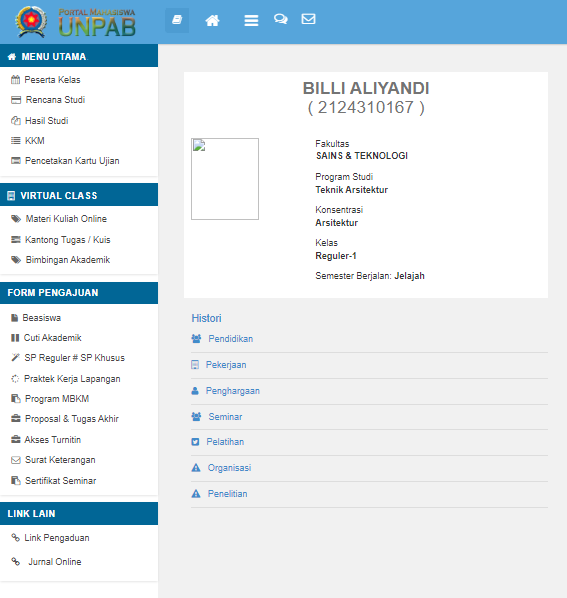 PORTAL MAHASISWA
UNPAB
MENU UTAMA
Peserta Kelas
Rencana Studi
Hasil Studi
KKM
Pencetakan Kartu Ujian
VIRTUAL CLASS
Materi Kuliah Online
Kantong Tugas / Kuis
Bimbingan Akademik
FORM PENGAJUAN
Beasiswa
Cuti Akademik
SP Reguler # SP Khusus
Praktek Kerja Lapangan
Program MBKM
Proposal & Tugas Akhir
Akses Turnitin
Surat Keterangan
Sertifikat Seminar
LINK LAIN
Link Pengaduan
Jurnal Online
BILLI ALIYANDI
( 2124310167 )
Fakultas
SAINS & TEKNOLOGI
Program Studi
Teknik Arsitektur
Konsentrasi
Arsitektur
Kelas
Reguler-1
Semester Berjalan: Jelajah
Histori
Pendidikan
Pekerjaan
Penghargaan
Seminar
Pelatihan
Organisasi
Penelitian